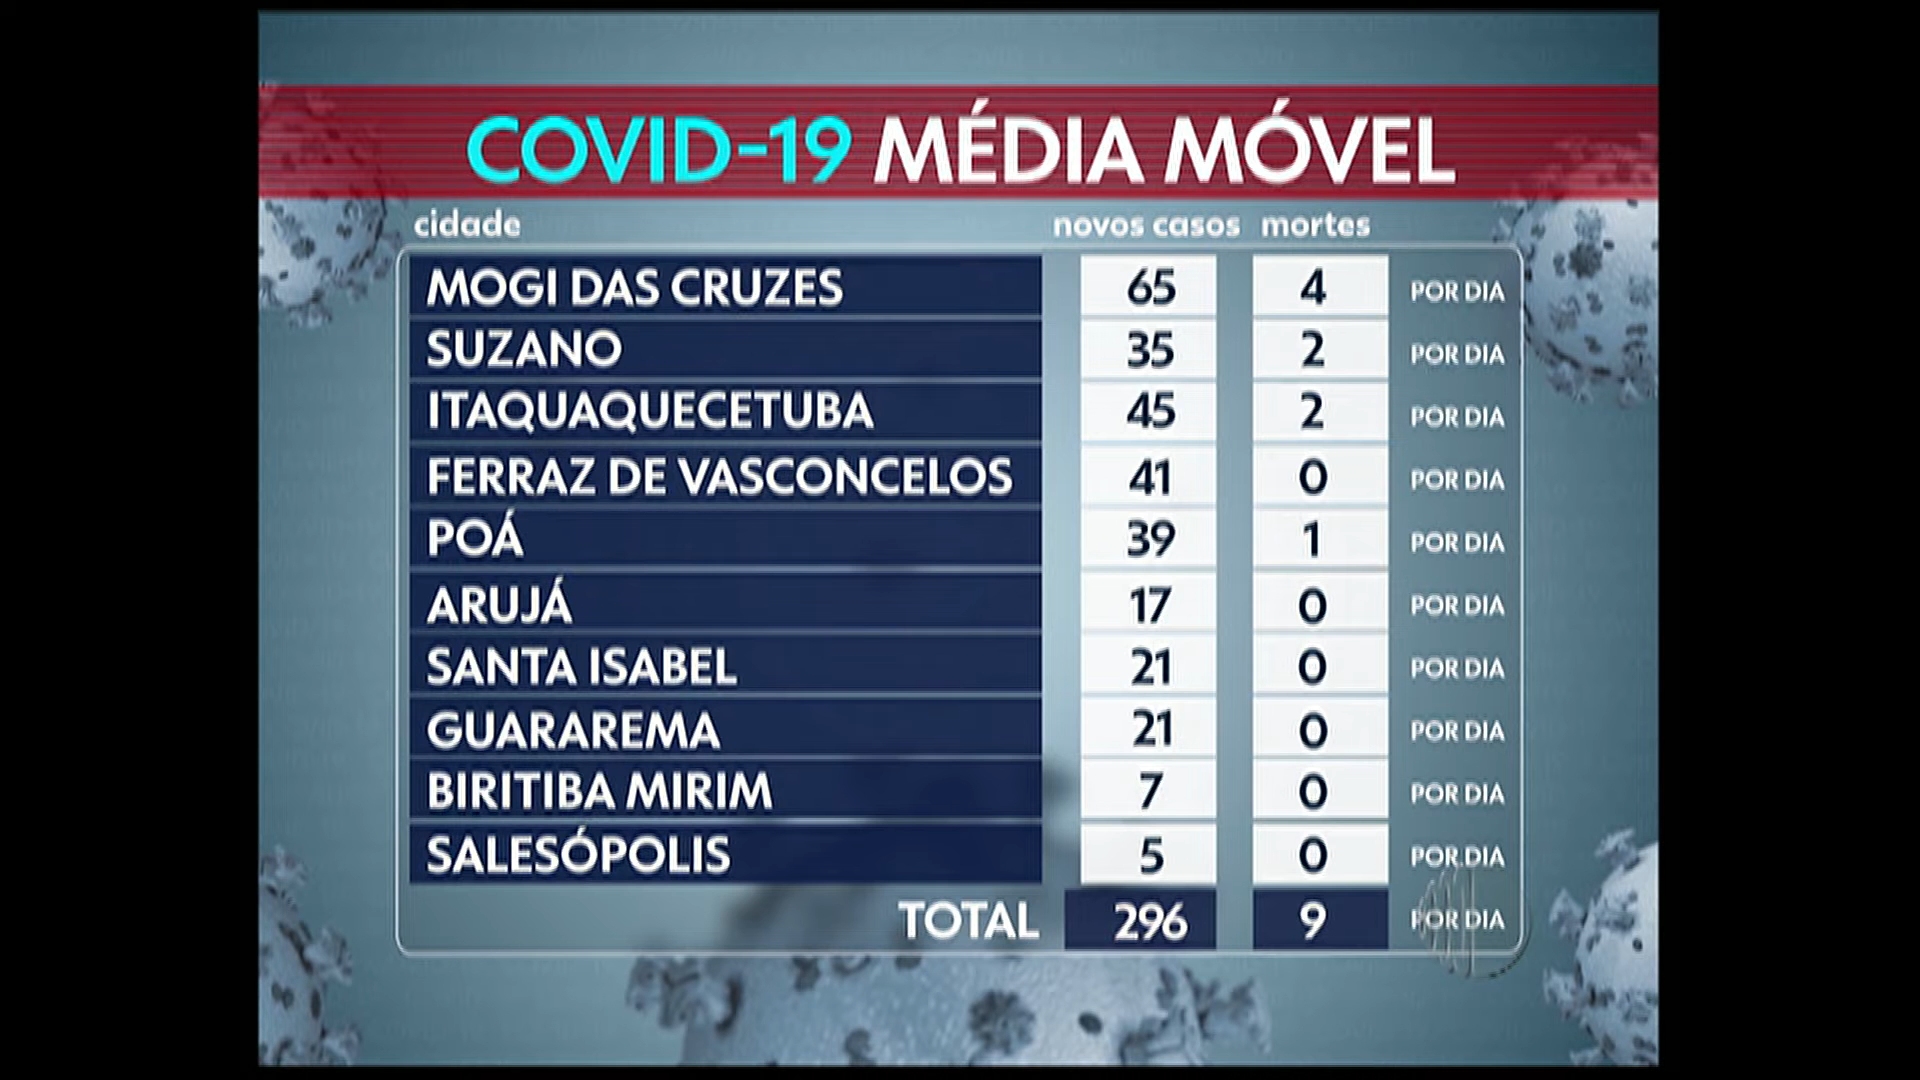 COVID-19 MÉDIA MÓVEL
cidade novos casos mortes
MOGI DAS CRUZES 65 4 POR DIA
SUZANO 35 2 POR DIA
ITAQUAQUECETUBA 45 2 POR DIA
FERRAZ DE VASCONCELOS 41 0 POR DIA
POÁ 39 1 POR DIA
ARUJÁ 17 0 POR DIA
SANTA ISABEL 21 0 POR DIA
GUARAREMA 21 0 POR DIA
BIRITIBA MIRIM 7 0 POR DIA
SALESÓPOLIS 5 0 POR DIA
TOTAL 296 9 POR DIA